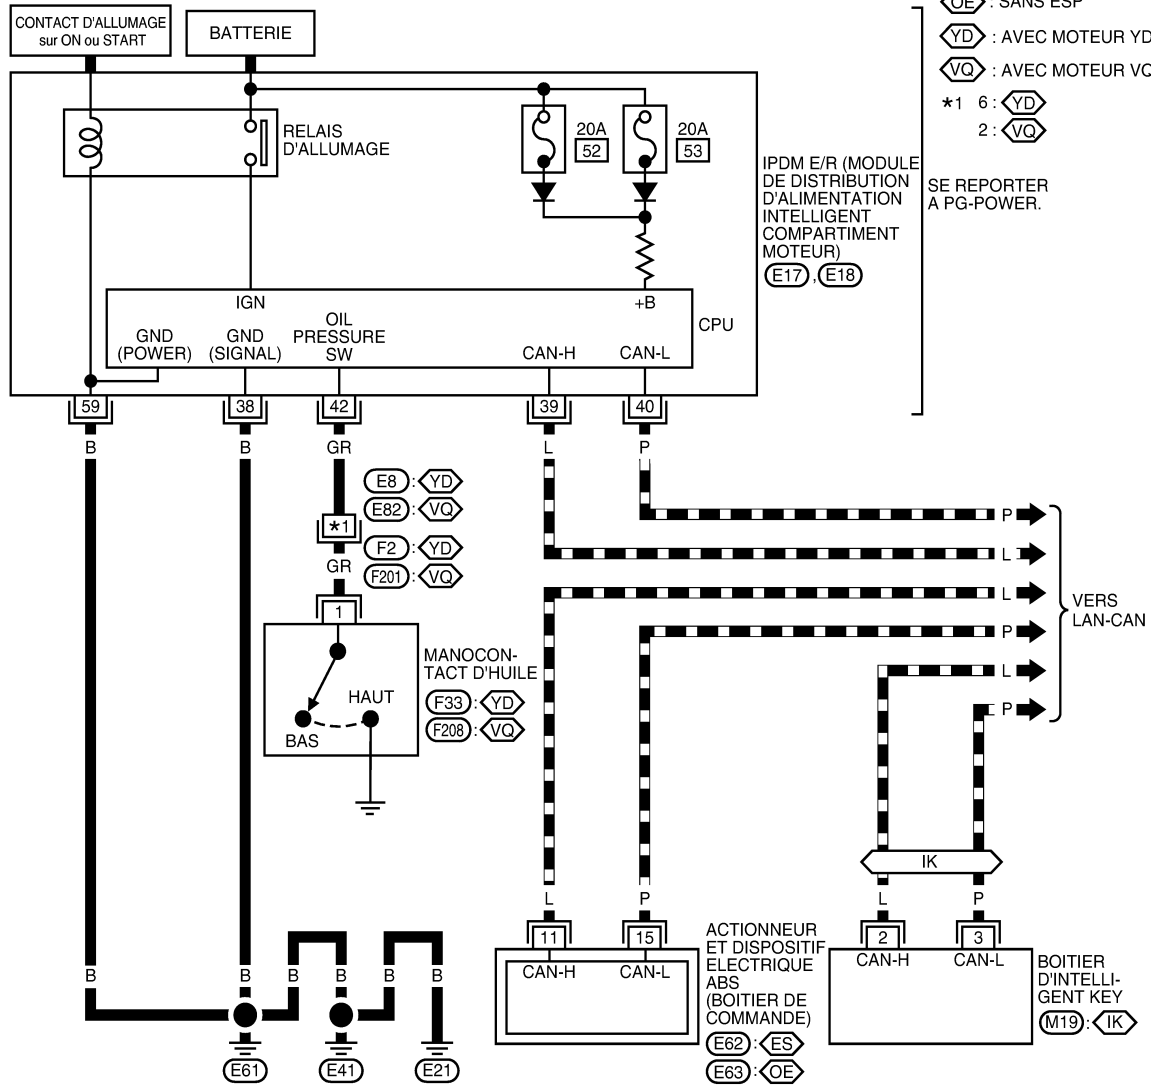 CONTACT D'ALLUMAGE
sur ON ou START
BATTERIE
OE : SANS ESP
YD : AVEC MOTEUR YD
VQ : AVEC MOTEUR VQ
*1 6 : YD
2 : VQ
RELAIS
D'ALLUMAGE
20A
52
20A
53
IPDM E/R (MODULE
DE DISTRIBUTION
D'ALIMENTATION
INTELLIGENT
COMPARTIMENT
MOTEUR)
E17 , E18
SE REPORTER
A PG-POWER.
IGN
+B
CPU
GND
(POWER)
GND
(SIGNAL)
OIL
PRESSURE
SW
CAN-H
CAN-L
59
38
42
39
40
B
B
GR
L
P
E8 : YD
E82 : VQ
*1
F2 : YD
F201 : VQ
GR
1
P
L
L
P
L
P
VERS
LAN-CAN
MANOCON-
TACT D'HUILE
F33 : YD
F208 : VQ
HAUT
BAS
IK
L
P
L
P
11
15
2
3
CAN-H
CAN-L
CAN-H
CAN-L
ACTIONNEUR
ET DISPOSITIF
ELECTRIQUE
ABS
(BOITIER DE
COMMANDE)
E62 : ES
E63 : OE
BOITIER
D'INTELLI-
GENT KEY
M19 : IK
B
B
B
B
B
B
E61
E41
E21